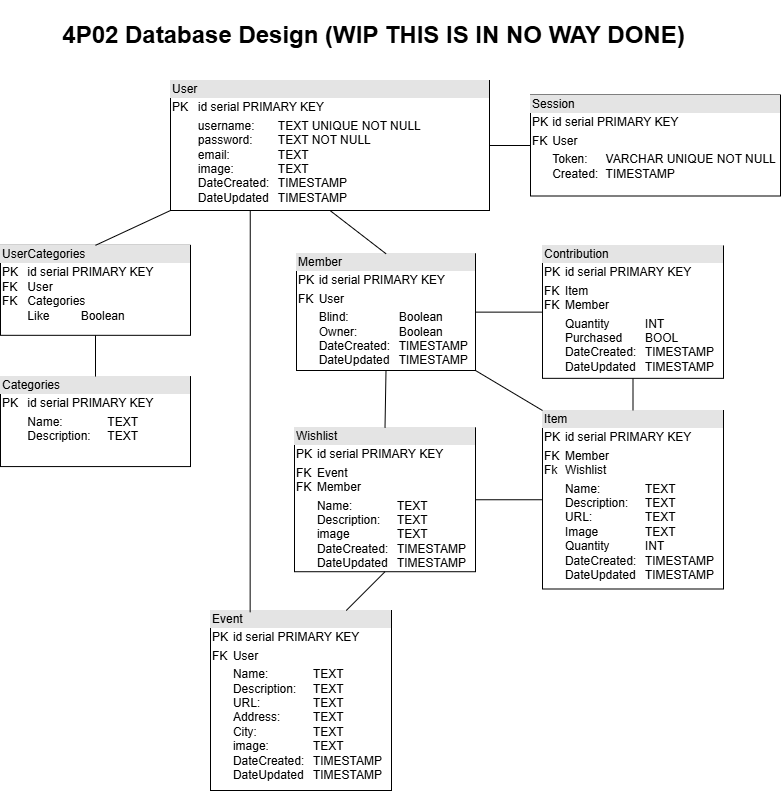 4P02 Database Design (WIP THIS IS IN NO WAY DONE)
User
PK id serial PRIMARY KEY
username: TEXT UNIQUE NOT NULL
password: TEXT NOT NULL
email: TEXT
image: TEXT
DateCreated: TIMESTAMP
DateUpdated TIMESTAMP
Session
PK id serial PRIMARY KEY
FK User
Token: VARCHAR UNIQUE NOT NULL
Created: TIMESTAMP
UserCategories
PK id serial PRIMARY KEY
FK User
FK Categories
Like Boolean
Member
PK id serial PRIMARY KEY
FK User
Blind: Boolean
Owner: Boolean
DateCreated: TIMESTAMP
DateUpdated TIMESTAMP
Contribution
PK id serial PRIMARY KEY
FK Item
FK Member
Quantity INT
Purchased BOOL
DateCreated: TIMESTAMP
DateUpdated TIMESTAMP
Categories
PK id serial PRIMARY KEY
Name: TEXT
Description: TEXT
Wishlist
PK id serial PRIMARY KEY
FK Event
FK Member
Name: TEXT
Description: TEXT
image TEXT
DateCreated: TIMESTAMP
DateUpdated TIMESTAMP
Item
PK id serial PRIMARY KEY
FK Member
Fk Wishlist
Name: TEXT
Description: TEXT
URL: TEXT
Image TEXT
Quantity INT
DateCreated: TIMESTAMP
DateUpdated TIMESTAMP
Event
PK id serial PRIMARY KEY
FK User
Name: TEXT
Description: TEXT
URL: TEXT
Address: TEXT
City: TEXT
image: TEXT
DateCreated: TIMESTAMP
DateUpdated TIMESTAMP